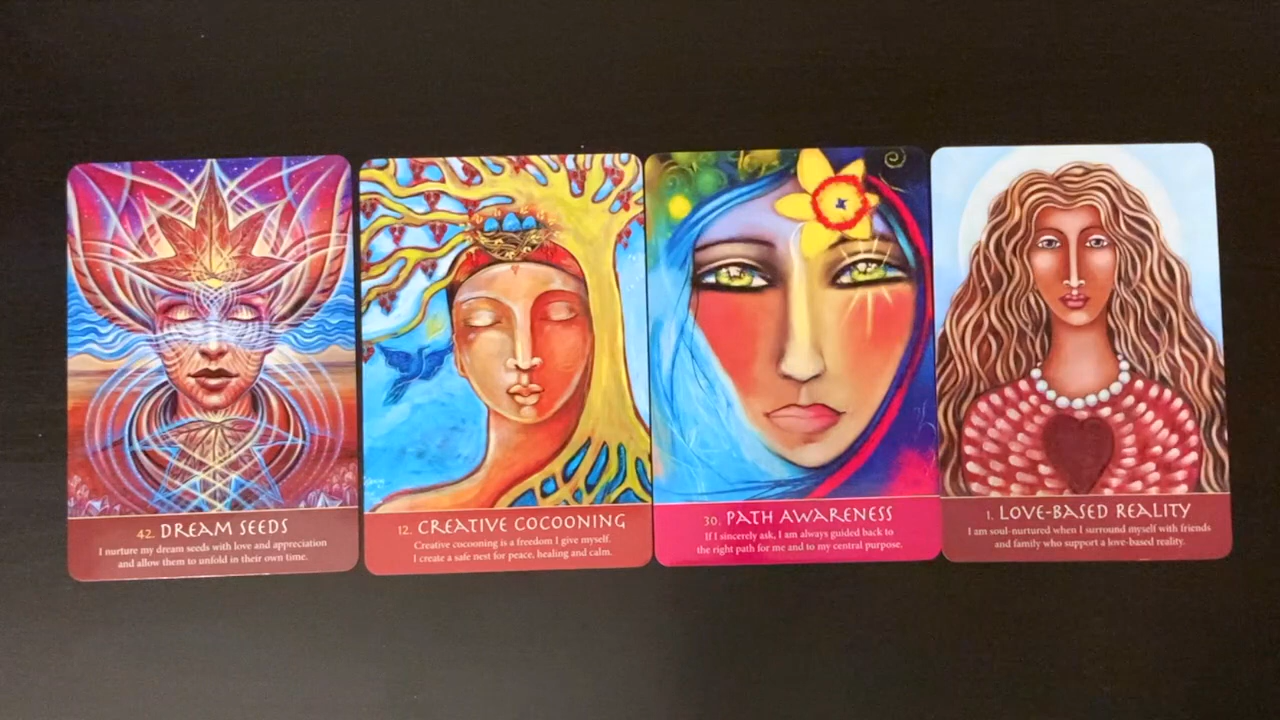 42. DREAM SEEDS
I nurture my dream seeds with love and appreciation
and allow them to unfold in their own time.
12. CREATIVE COCOONING
Creative cocooning is a freedom I give myself.
I create a safe nest for peace, healing and calm.
30. PATH AWARENESS
If I sincerely ask, I am always guided back to
the right path for me and to my central purpose.
1. LOVE-BASED REALITY
I am soul-nurtured when I surround myself with friends
and family who support a love-based reality.